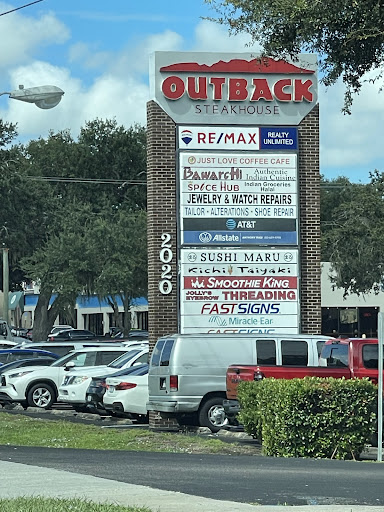 OUTBACK
STEAKHOUSE
RE/MAX REALTY UNLIMITED
JUST LOVE COFFEE CAFE
BAWARCHI Authentic Indian Cuisine
SPICE HUB Indian Groceries Halal
JEWELRY & WATCH REPAIRS
TAILOR - ALTERATIONS - SHOE REPAIR
AT&T
Allstate
2020
SUSHI MARU
Kichi Taiyaki
SMOOTHIE KING
JOLLY'S EYEBROW THREADING
FASTSIGNS
Miracle Ear
FASTSIGNS